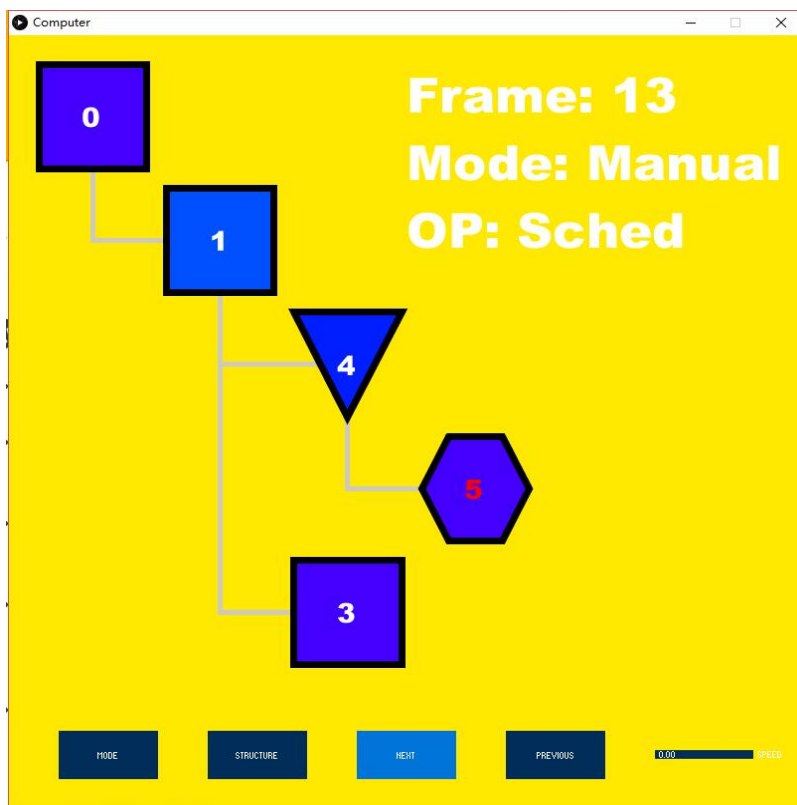 Computer
Frame: 13
Mode: Manual
OP: Sched
0
1
4
5
3
MODE
STRUCTURE
NEXT
PREVIOUS
0.00
SPEED